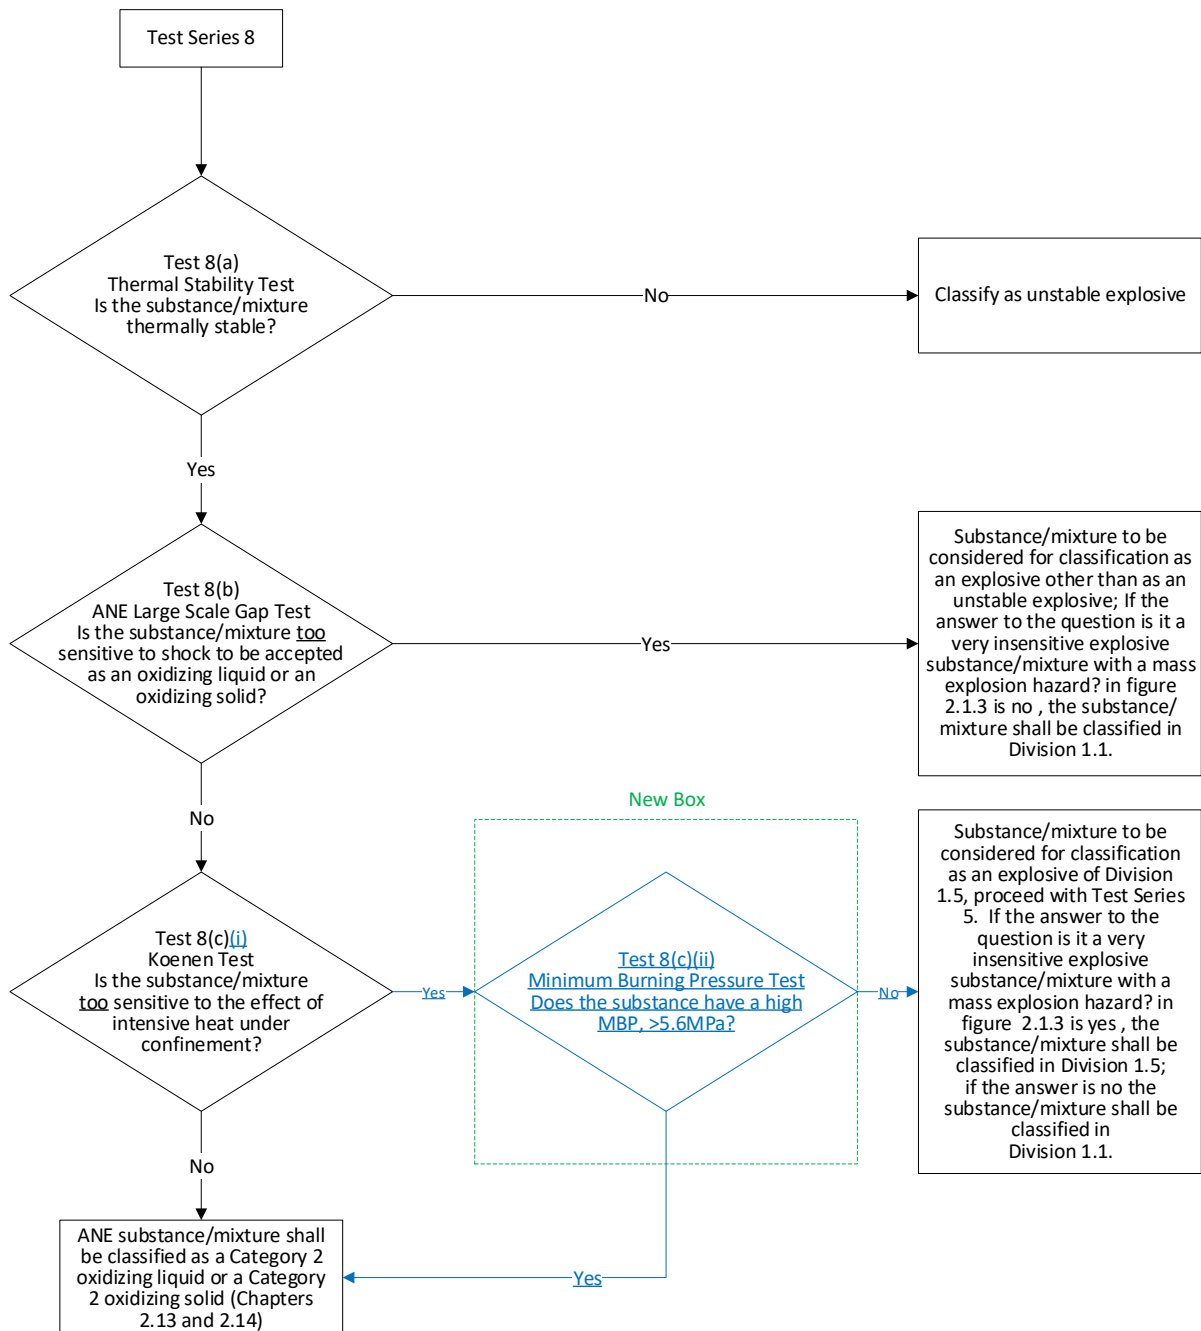 Test Series 8
Test 8(a)
Thermal Stability Test
Is the substance/mixture
thermally stable?
No
Classify as unstable explosive
Yes
Test 8(b)
ANE Large Scale Gap Test
Is the substance/mixture too
sensitive to shock to be accepted
as an oxidizing liquid or an
oxidizing solid?
Yes
Substance/mixture to be
considered for classification as
an explosive other than as an
unstable explosive; If the
answer to the question is it a
very insensitive explosive
substance/mixture with a mass
explosion hazard? in figure
2.1.3 is no , the substance/
mixture shall be classified in
Division 1.1.
No
New Box
Test 8(c)(i)
Koenen Test
Is the substance/mixture
too sensitive to the effect of
intensive heat under
confinement?
Yes
Test 8(c)(ii)
Minimum Burning Pressure Test
Does the substance have a high
MBP, >5.6MPa?
No
Substance/mixture to be
considered for classification
as an explosive of Division
1.5, proceed with Test Series
5.  If the answer to the
question is it a very
insensitive explosive
substance/mixture with a
mass explosion hazard? in
figure  2.1.3 is yes , the
substance/mixture shall be
classified in Division 1.5;
if the answer is no the
substance/mixture shall be
classified in
Division 1.1.
No
Yes
ANE substance/mixture shall
be classified as a Category 2
oxidizing liquid or a Category
2 oxidizing solid (Chapters
2.13 and 2.14)